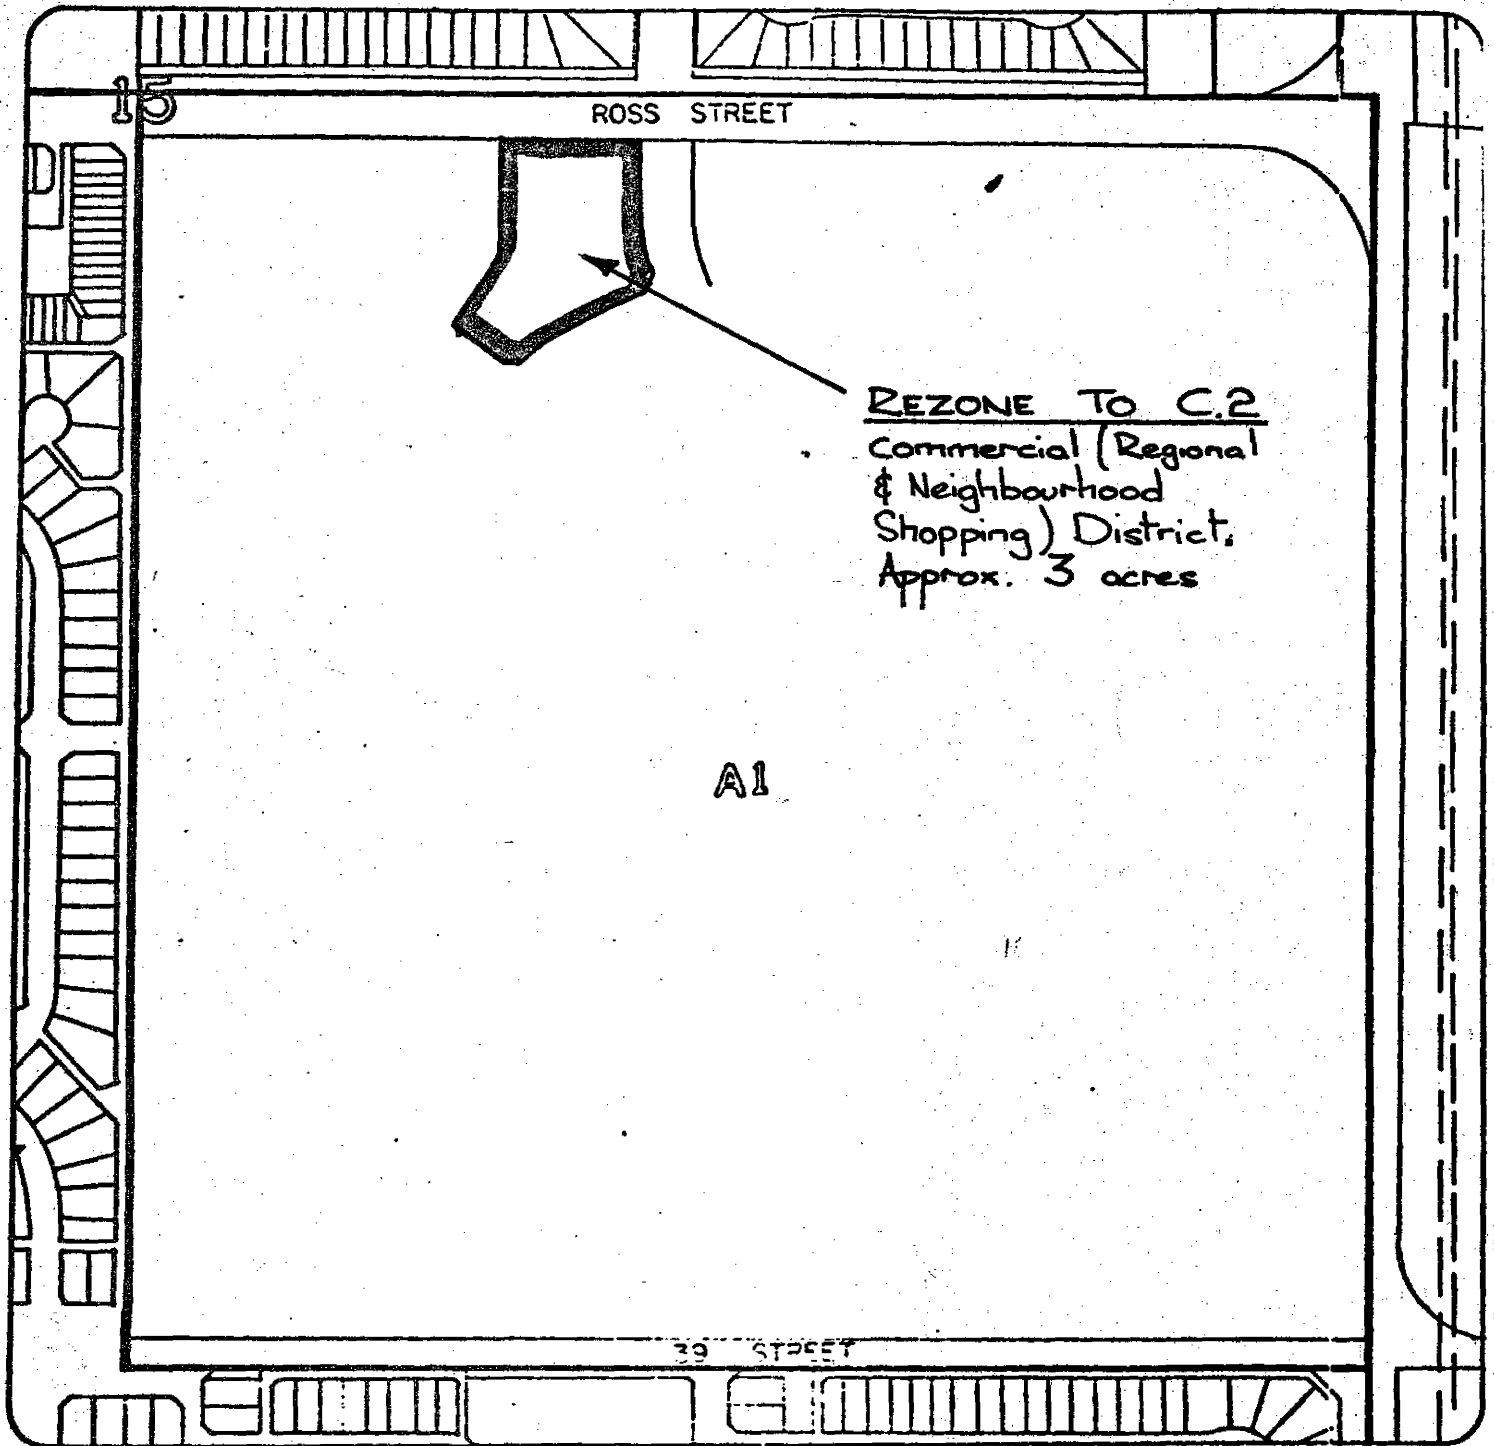 15
ROSS STREET
REZONE TO C.2
Commercial (Regional
& Neighbourhood
Shopping) District.
Approx. 3 acres
A1
39 STREET